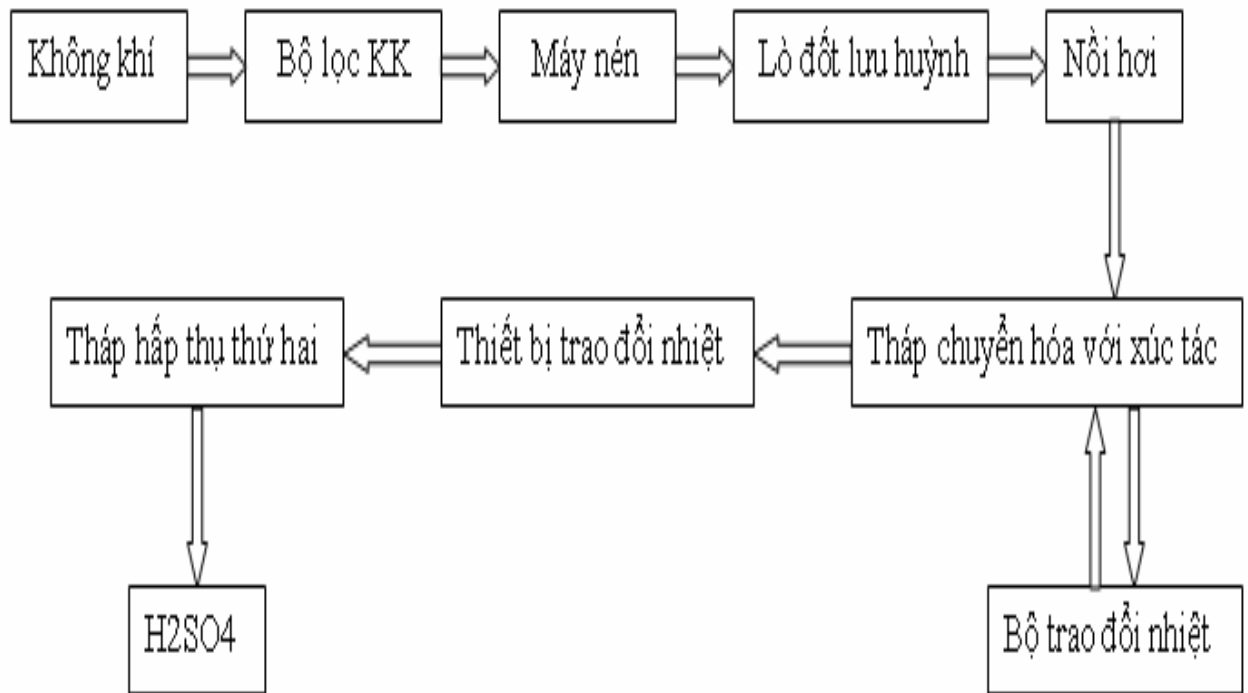 Không khí
Bộ lọc KK
Máy nén
Lò đốt lưu huỳnh
Nồi hơi
Tháp hấp thụ thứ hai
Thiết bị trao đổi nhiệt
Tháp chuyển hóa với xúc tác
H2SO4
Bộ trao đổi nhiệt